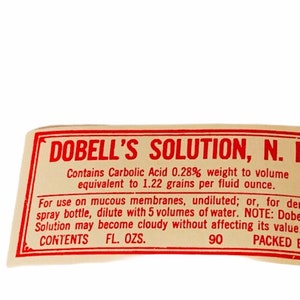 DOBELL'S SOLUTION, N.
Contains Carbolic Acid 0.28% weight to volume
equivalent to 1.22 grains per fluid ounce.
For use on mucous membranes, undiluted; or, for
spray bottle, dilute with 5 volumes of water. NOTE:
Solution may become cloudy without affecting its value.
CONTENTS FL. OZS. 90 PACKED